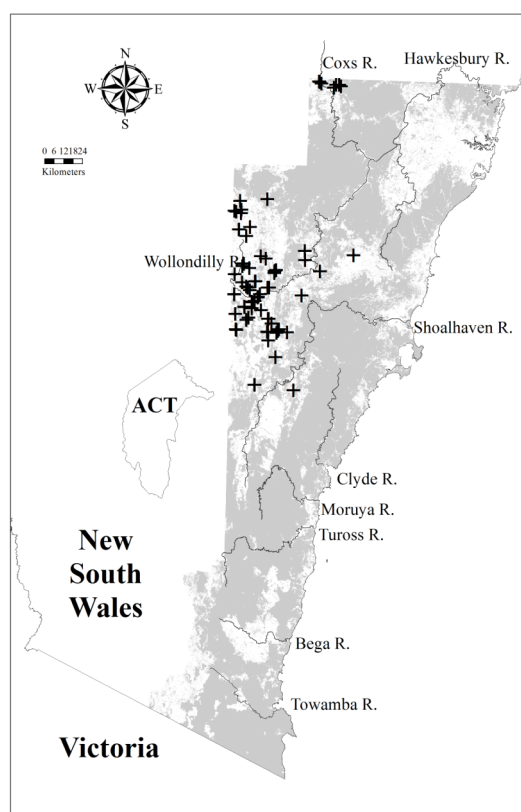 Coxs R.
Hawkesbury R.
N
W
E
S
0 6 121824
Kilometers
Wollondilly R
Shoalhaven R.
ACT
Clyde R.
Moruya R.
Tuross R.
New
South
Wales
Bega R.
Towamba R.
Victoria